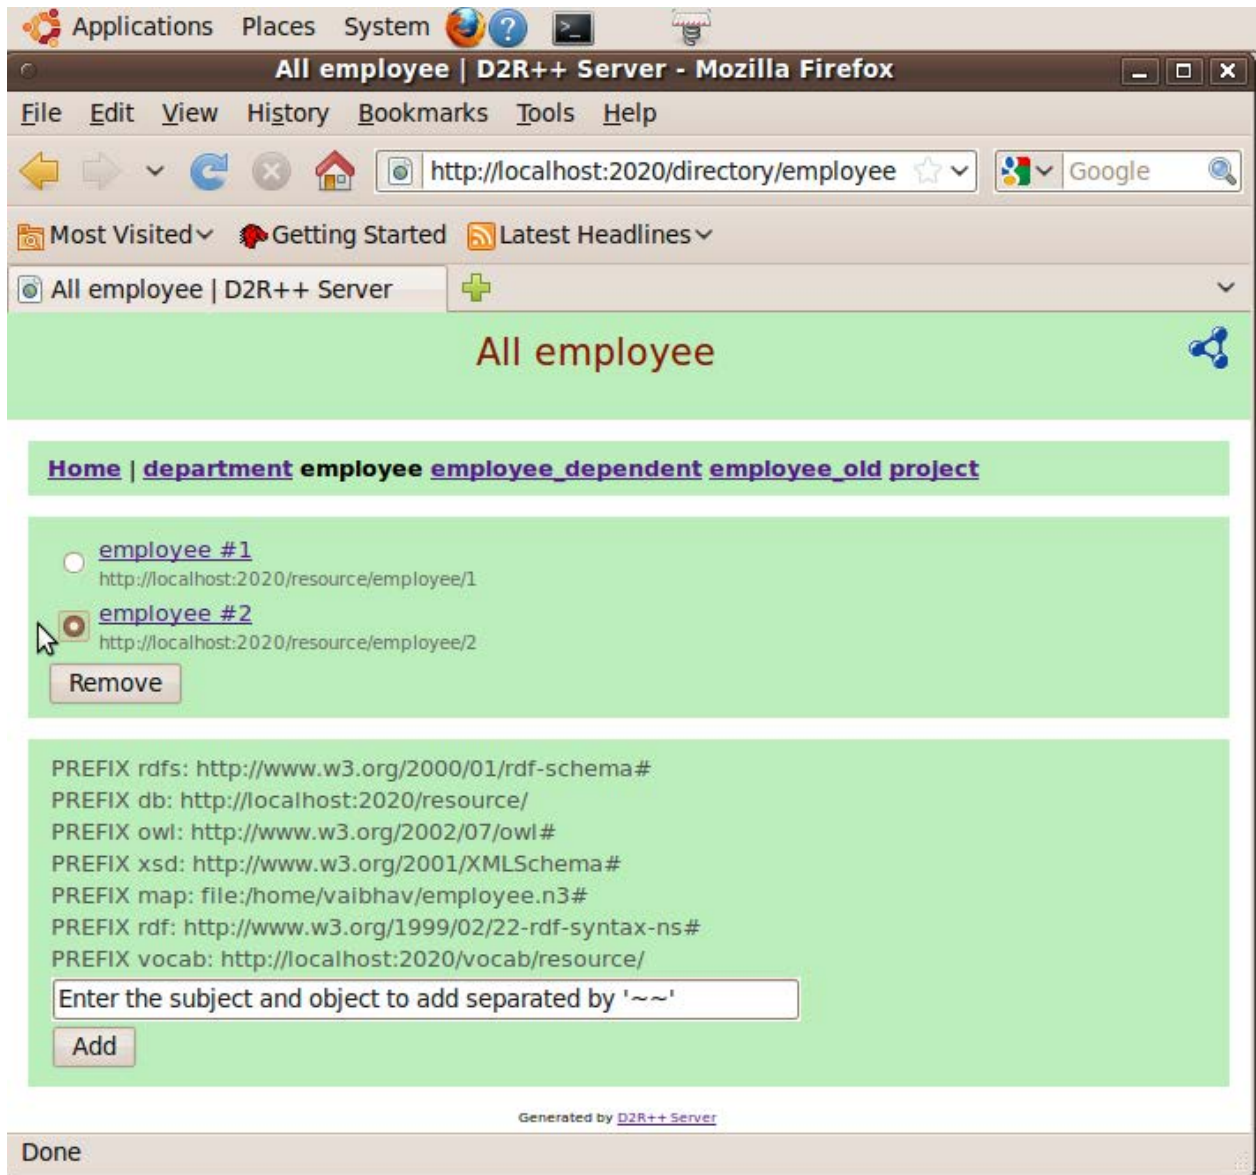 Applications Places System
All employee | D2R++ Server - Mozilla Firefox
File Edit View History Bookmarks Tools Help
http://localhost:2020/directory/employee Google
Most Visited Getting Started Latest Headlines
All employee | D2R++ Server
All employee
Home | department employee employee_dependent employee_old project
employee #1
http://localhost:2020/resource/employee/1
employee #2
http://localhost:2020/resource/employee/2
Remove
PREFIX rdfs: http://www.w3.org/2000/01/rdf-schema#
PREFIX db: http://localhost:2020/resource/
PREFIX owl: http://www.w3.org/2002/07/owl#
PREFIX xsd: http://www.w3.org/2001/XMLSchema#
PREFIX map: file:/home/vaibhav/employee.n3#
PREFIX rdf: http://www.w3.org/1999/02/22-rdf-syntax-ns#
PREFIX vocab: http://localhost:2020/vocab/resource/
Enter the subject and object to add separated by '~~'
Add
Generated by D2R++ Server
Done